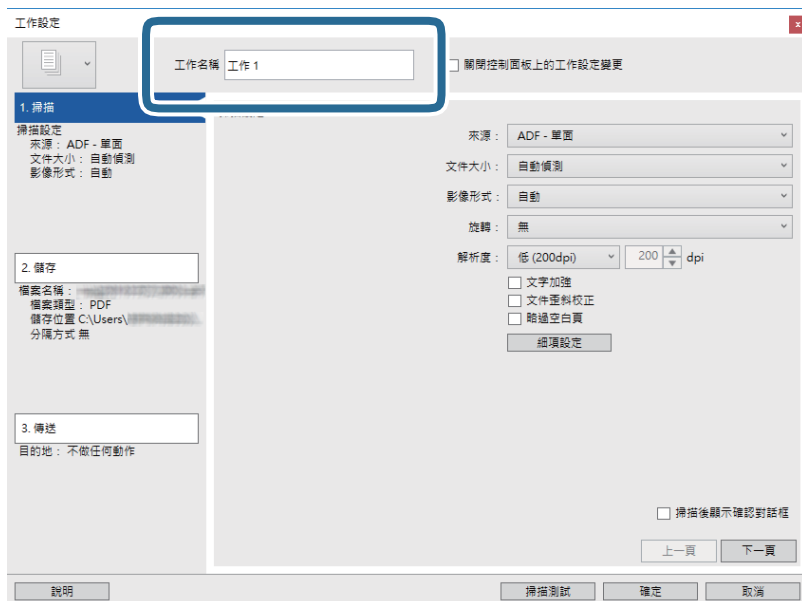 工作設定
x
工作名稱 工作 1
關閉控制面板上的工作設定變更
1. 掃描
掃描設定
來源： ADF - 單面
文件大小： 自動偵測
影像形式： 自動
2. 儲存
檔案名稱：
檔案類型： PDF
儲存位置 C:\Users\
分隔方式 無
3. 傳送
目的地： 不做任何動作
來源： ADF - 單面
文件大小： 自動偵測
影像形式： 自動
旋轉： 無
解析度： 低 (200dpi) 200 dpi
文字加強
文件歪斜校正
略過空白頁
細項設定
掃描後顯示確認對話框
上一頁 下一頁
說明 掃描測試 確定 取消